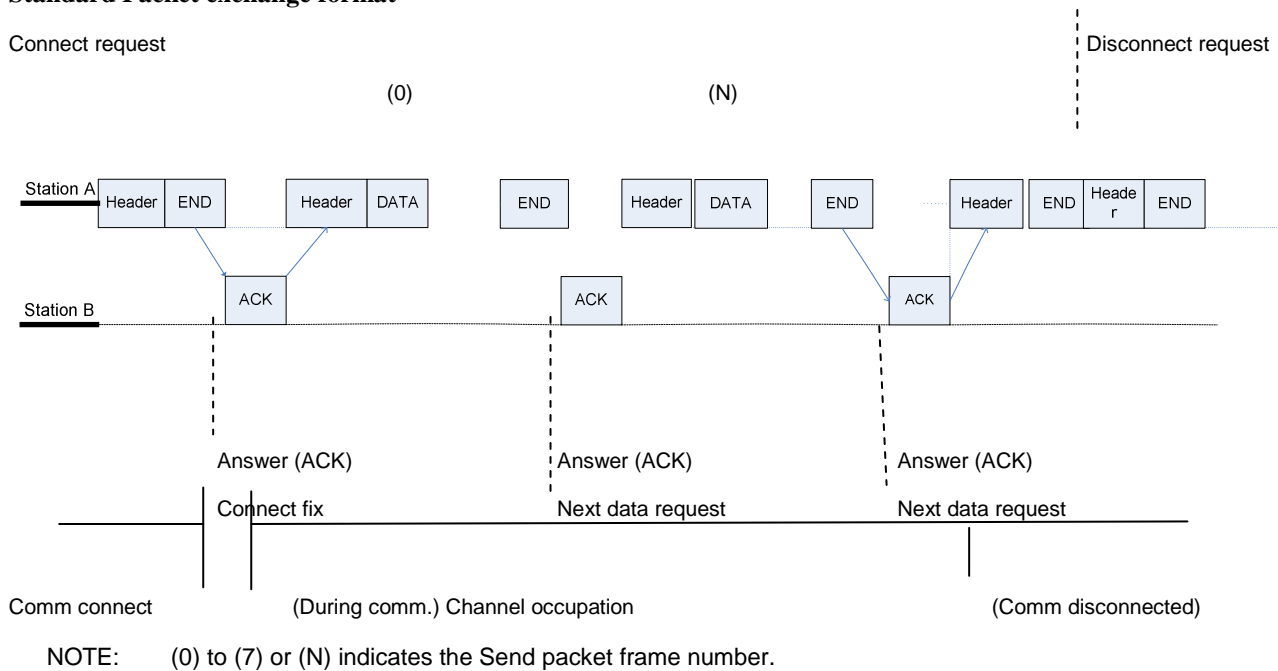 Standard Packet exchange format
Connect request
Disconnect request
(0) (N)
Station A
Header END Header DATA END Header DATA END Header END Heade
r END
Station B
ACK ACK ACK
Answer (ACK) Answer (ACK) Answer (ACK)
Connect fix Next data request Next data request
Comm connect (During comm.) Channel occupation (Comm disconnected)
NOTE: (0) to (7) or (N) indicates the Send packet frame number.